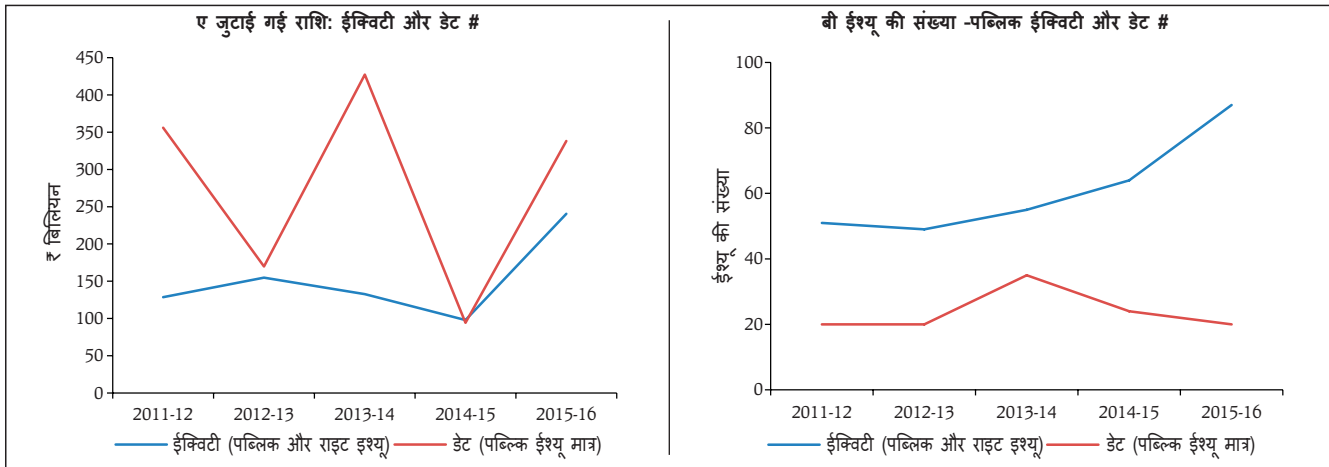 ए जुटाई गई राशि: ईक्विटी और डेट #
450
400
350
300
250
200
150
100
50
0
₹ बिलियन
2011-12 2012-13 2013-14 2014-15 2015-16
ईक्विटी (पब्लिक और राइट इश्यू) डेट (पब्ल्कि ईश्यू मात्र)
बी ईश्यू की संख्या -पब्लिक ईक्विटी और डेट #
100
80
60
40
20
0
ईश्यू की संख्या
2011-12 2012-13 2013-14 2014-15 2015-16
ईक्विटी (पब्लिक और राइट इश्यू) डेट (पब्ल्कि ईश्यू मात्र)